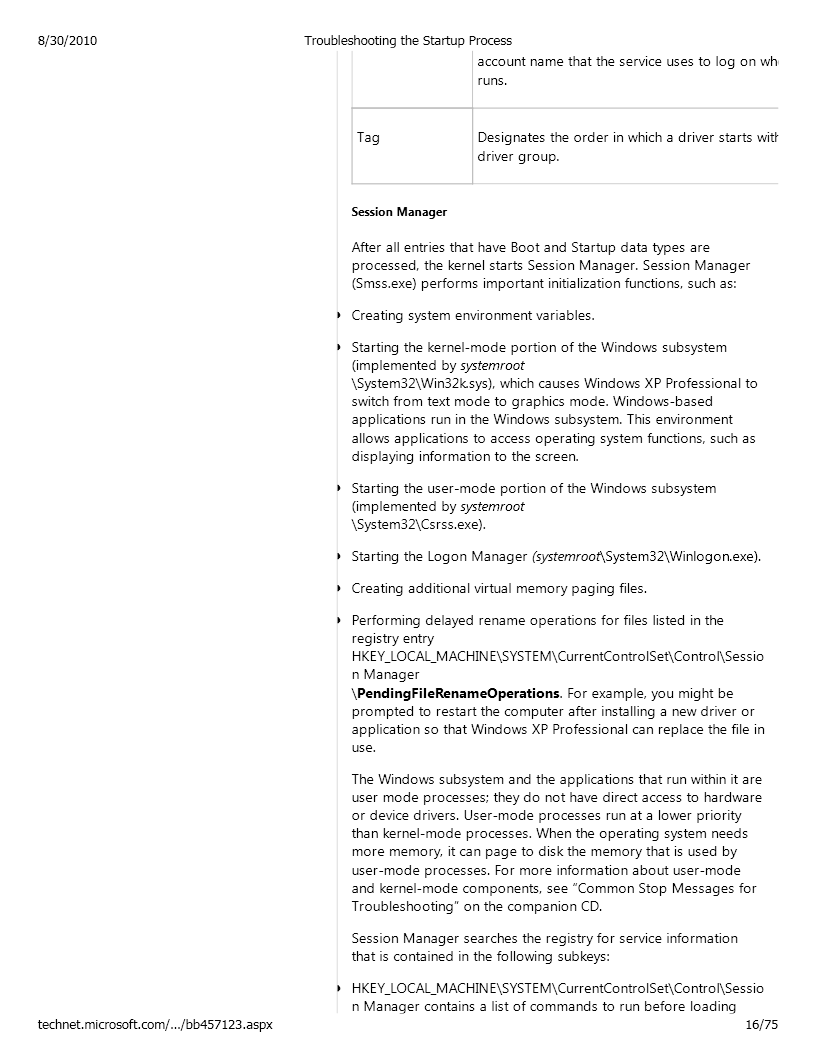 8/30/2010 Troubleshooting the Startup Process
account name that the service uses to log on
runs.
Tag
Designates the order in which a driver starts
driver group.
Session Manager
After all entries that have Boot and Startup data types are
processed, the kernel starts Session Manager. Session Manager
(Smss.exe) performs important initialization functions, such as:
Creating system environment variables.
Starting the kernel-mode portion of the Windows subsystem
(implemented by systemroot
\System32\Win32k.sys), which causes Windows XP Professional to
switch from text mode to graphics mode. Windows-based
applications run in the Windows subsystem. This environment
allows applications to access operating system functions, such as
displaying information to the screen.
Starting the user-mode portion of the Windows subsystem
(implemented by systemroot
\System32\Csrss.exe).
Starting the Logon Manager (systemroot\System32\Winlogon.exe).
Creating additional virtual memory paging files.
Performing delayed rename operations for files listed in the
registry entry
HKEY_LOCAL_MACHINE\SYSTEM\CurrentControlSet\Control\Sessio
n Manager
\PendingFileRenameOperations. For example, you might be
prompted to restart the computer after installing a new driver or
application so that Windows XP Professional can replace the file in
use.
The Windows subsystem and the applications that run within it are
user mode processes; they do not have direct access to hardware
or device drivers. User-mode processes run at a lower priority
than kernel-mode processes. When the operating system needs
more memory, it can page to disk the memory that is used by
user-mode processes. For more information about user-mode
and kernel-mode components, see “Common Stop Messages for
Troubleshooting” on the companion CD.
Session Manager searches the registry for service information
that is contained in the following subkeys:
HKEY_LOCAL_MACHINE\SYSTEM\CurrentControlSet\Control\Sessio
n Manager contains a list of commands to run before loading
technet.microsoft.com/.../bb457123.aspx 16/75